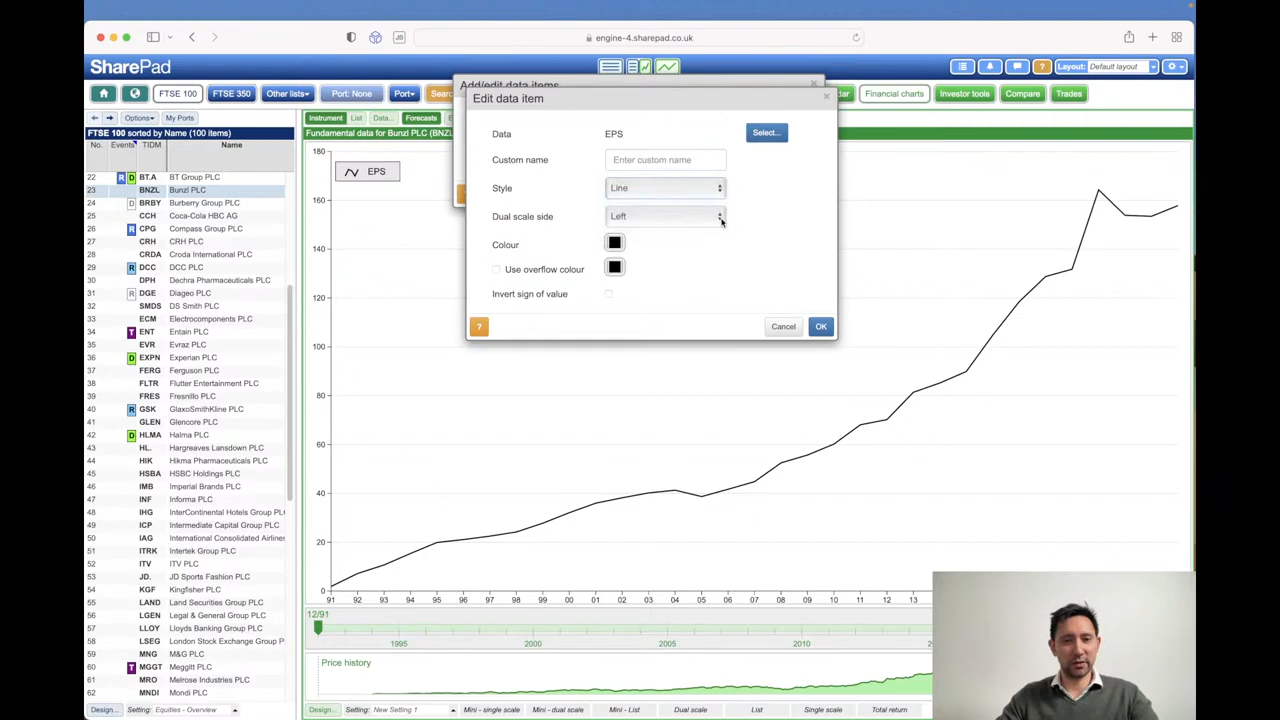 engine-4.sharepad.co.uk
SharePad
Layout: Default layout
FTSE 100 FTSE 350 Other lists Port: None Port Financial charts Investor tools Compare Trades
Options My Ports
Instrument List Data... Forecasts
FTSE 100 sorted by Name (100 items)
Fundamental data for Bunzl PLC (BNZL
No. Events TIDM Name
22 R D BT.A BT Group PLC
23 BNZL Bunzl PLC
24 D BRBY Burberry Group PLC
25 CCH Coca-Cola HBC AG
26 R CPG Compass Group PLC
27 CRH CRH PLC
28 CRDA Croda International PLC
29 R DCC DCC PLC
30 DPH Dechra Pharmaceuticals PLC
31 R DGE Diageo PLC
32 SMDS DS Smith PLC
33 ECM Electrocomponents PLC
34 T ENT Entain PLC
35 EVR Evraz PLC
36 D EXPN Experian PLC
37 FERG Ferguson PLC
38 FLTR Flutter Entertainment PLC
39 FRES Fresnillo PLC
40 R GSK GlaxoSmithKline PLC
41 GLEN Glencore PLC
42 D HLMA Halma PLC
43 HL. Hargreaves Lansdown PLC
44 HIK Hikma Pharmaceuticals PLC
45 HSBA HSBC Holdings PLC
46 IMB Imperial Brands PLC
47 INF Informa PLC
48 IHG InterContinental Hotels Group
49 ICP Intermediate Capital Group PLC
50 IAG International Consolidated Airlines
51 ITRK Intertek Group PLC
52 ITV ITV PLC
53 JD. JD Sports Fashion PLC
54 KGF Kingfisher PLC
55 LAND Land Securities Group PLC
56 LGEN Legal & General Group PLC
57 LLOY Lloyds Banking Group PLC
58 LSEG London Stock Exchange Group PLC
59 MNG M&G PLC
60 T MGGT Meggitt PLC
61 MRO Melrose Industries PLC
62 MNDI Mondi PLC
Design... Setting: Equities - Overview
Add/edit data items
Edit data item
Data EPS Select...
Custom name Enter custom name
Style Line
Dual scale side Left
Colour
Use overflow colour
Invert sign of value
? Cancel OK
EPS
180
160
140
120
100
80
60
40
20
0
91 92 93 94 95 96 97 98 99 00 01 02 03 04 05 06 07 08 09 10 11 12 13
12/91
1995 2000 2005 2010
Price history
Design... Setting: New Setting 1 Mini - single scale Mini - dual scale Mini - List Dual scale List Single scale Total return